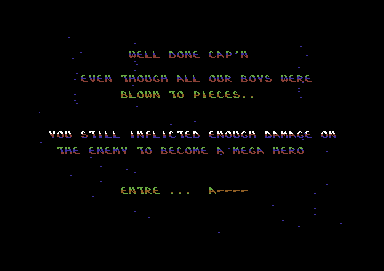 WELL DONE CAP'N
EVEN THOUGH ALL OUR BOYS WERE
BLOWN TO PIECES..
YOU STILL INFLICTED ENOUGH DAMAGE ON
THE ENEMY TO BECOME A MEGA HERO
ENTRE ... A----